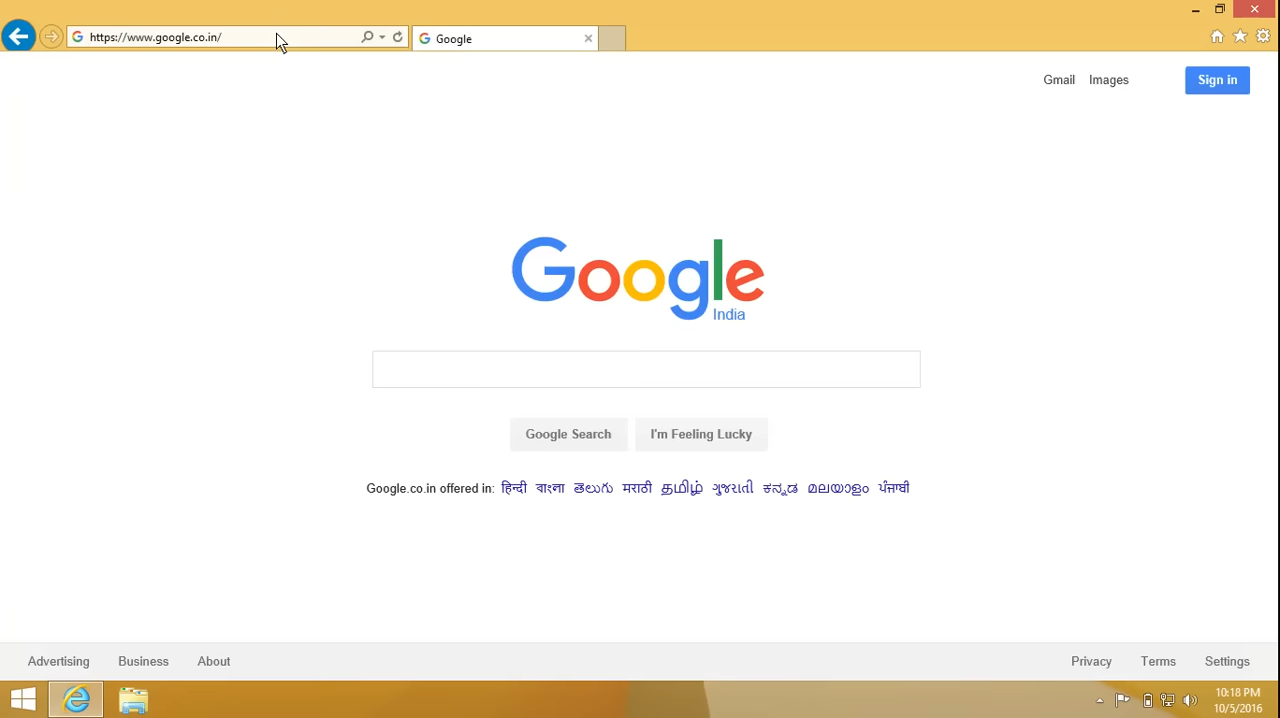 https://www.google.co.in/
Google
Gmail Images Sign in
Google
India
Google Search I'm Feeling Lucky
Google.co.in offered in: हिन्दी বাংলা తెలుగు मराठी தமிழ் ગુજરાતી ಕನ್ನಡ മലയാളം ਪੰਜਾਬੀ
Advertising Business About Privacy Terms Settings
10:18 PM
10/5/2016